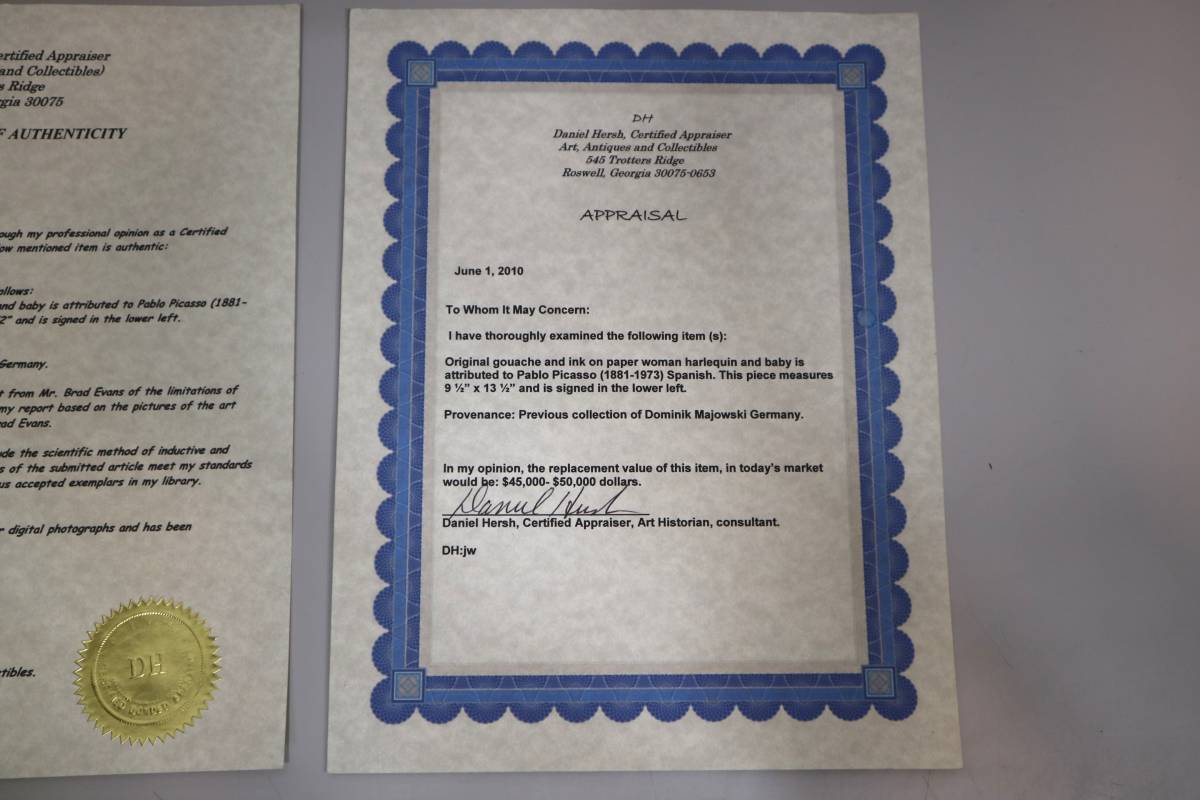 ertified Appraiser
and Collectibles)
s Ridge
gia 30075
F AUTHENTICITY
ough my professional opinion as a Certified
ow mentioned item is authentic:
ollows:
nd baby is attributed to Pablo Picasso (1881-
2" and is signed in the lower left.
Germany.
t from Mr. Brad Evans of the limitations of
my report based on the pictures of the art
ad Evans.
ude the scientific method of inductive and
s of the submitted article meet my standards
us accepted exemplars in my library.
r digital photographs and has been
tibles.
DH
DH
Daniel Hersh, Certified Appraiser
Art, Antiques and Collectibles
545 Trotters Ridge
Roswell, Georgia 30075-0653
APPRAISAL
June 1, 2010
To Whom It May Concern:
I have thoroughly examined the following item (s):
Original gouache and ink on paper woman harlequin and baby is
attributed to Pablo Picasso (1881-1973) Spanish. This piece measures
9 ½" x 13 ½" and is signed in the lower left.
Provenance: Previous collection of Dominik Majowski Germany.
In my opinion, the replacement value of this item, in today's market
would be: $45,000- $50,000 dollars.
Daniel Hersh
Daniel Hersh, Certified Appraiser, Art Historian, consultant.
DH:jw